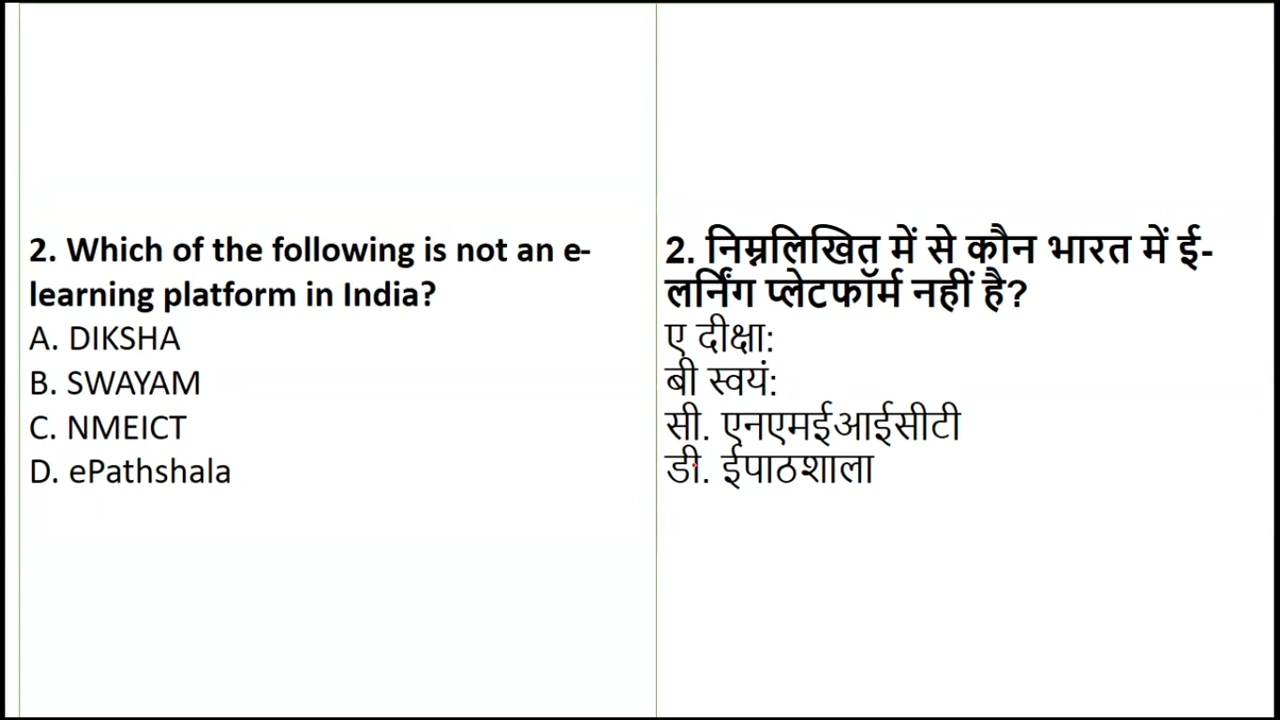 2. Which of the following is not an e-
learning platform in India?
A. DIKSHA
B. SWAYAM
C. NMEICT
D. ePathshala
2. निम्नलिखित में से कौन भारत में ई-
लर्निंग प्लेटफॉर्म नहीं है?
ए दीक्षा:
बी स्वयं:
सी. एनएमईआईसीटी
डी. ईपाठशाला